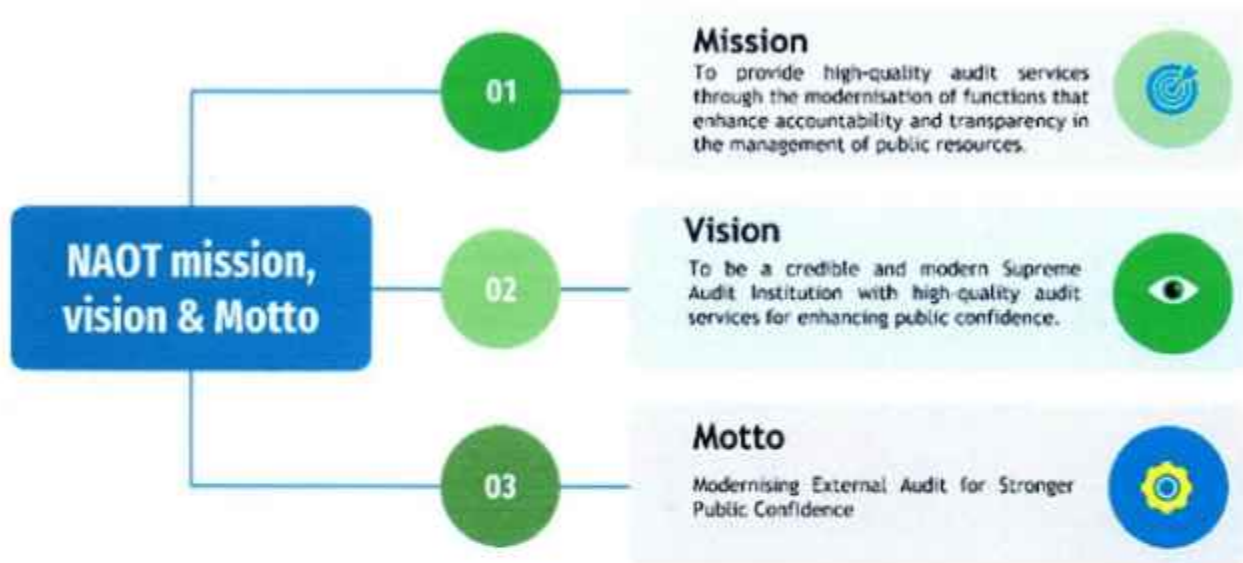 NAOT mission,
vision & Motto
01
Mission
To provide high-quality audit services
through the modernisation of functions that
enhance accountability and transparency in
the management of public resources.
02
Vision
To be a credible and modern Supreme
Audit Institution with high-quality audit
services for enhancing public confidence.
03
Motto
Modernising External Audit for Stronger
Public Confidence